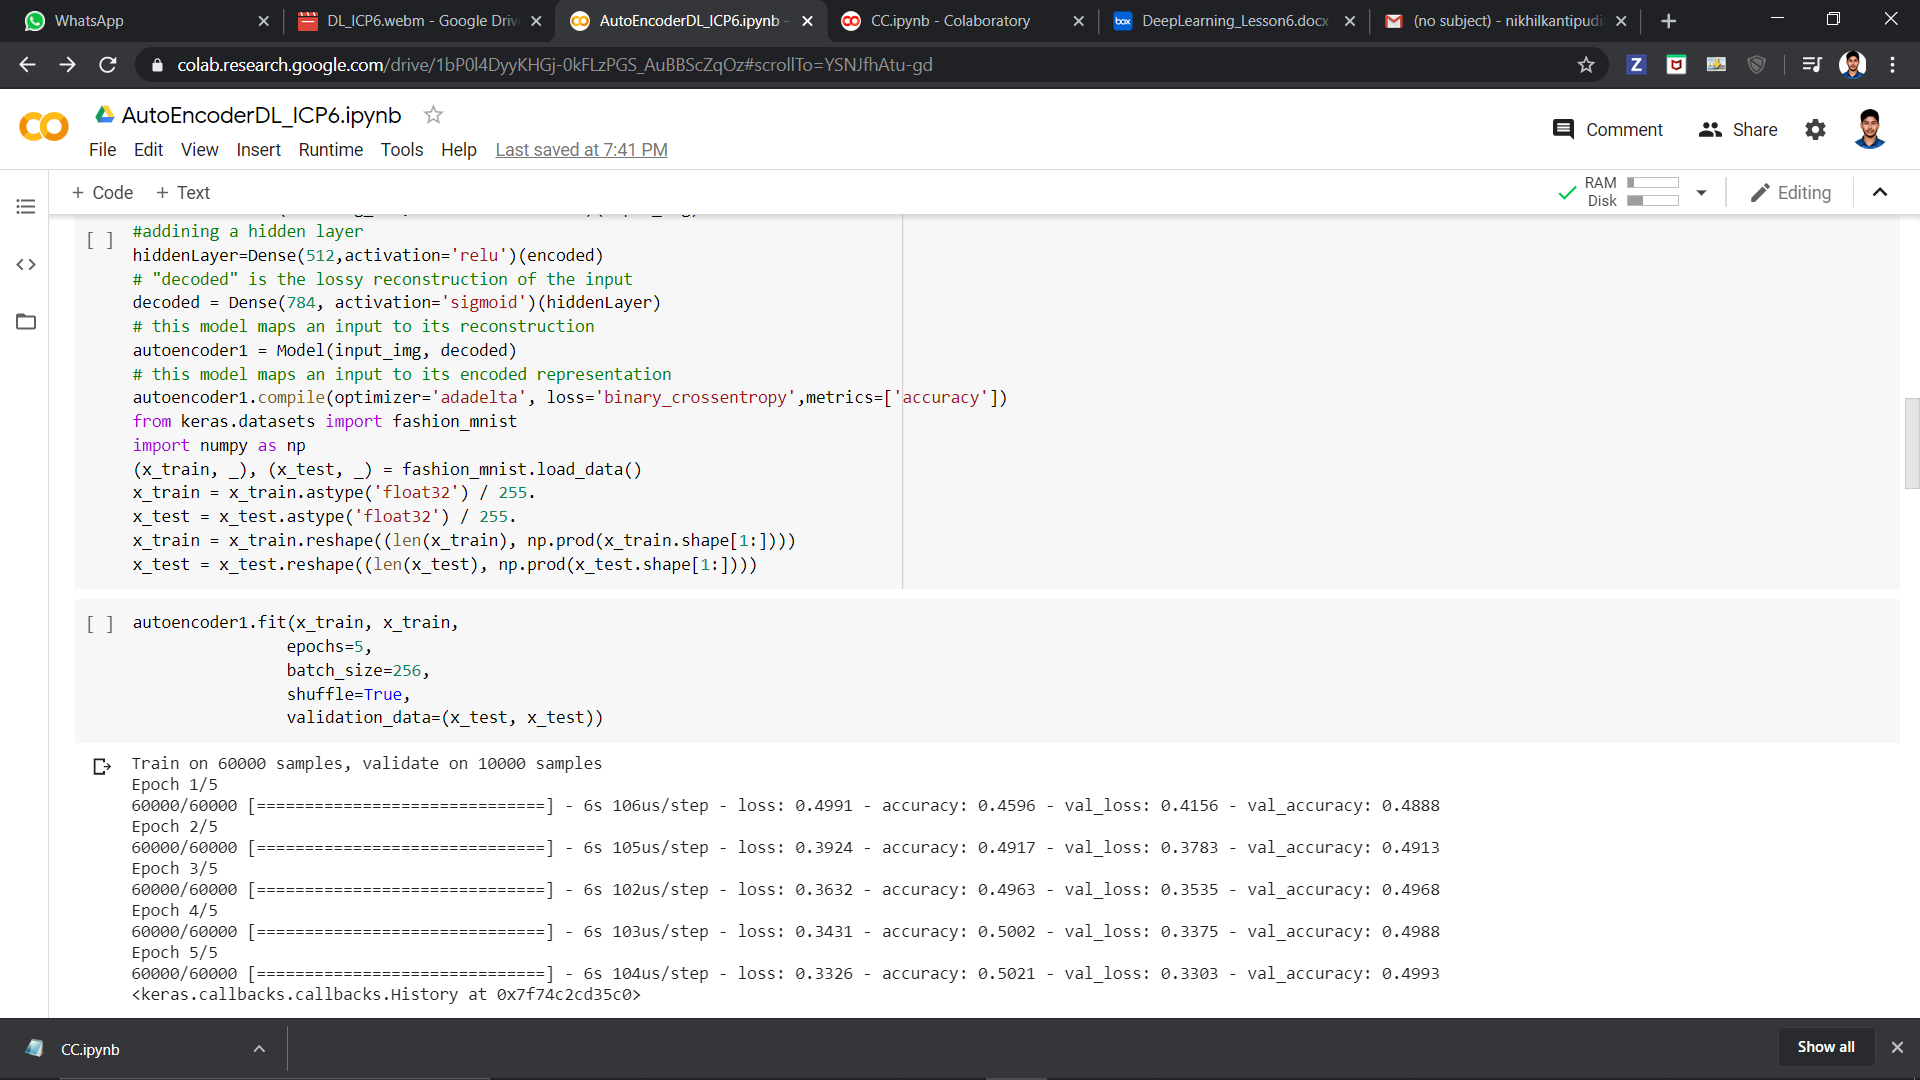 WhatsApp
DL_ICP6.webm - Google Driv
AutoEncoderDL_ICP6.ipynb -
CC.ipynb - Colaboratory
box DeepLearning_Lesson6.docx
(no subject) - nikhilkantipudi
colab.research.google.com/drive/1bP0l4DyyKHGj-0kFLzPGS_AuBBScZqOz#scrollTo=YSNJfhAtu-gd
Z
AutoEncoderDL_ICP6.ipynb
Comment
Share
File Edit View Insert Runtime Tools Help Last saved at 7:41 PM
+ Code + Text
RAM
Disk
Editing
[ ]
#addining a hidden layer
hiddenLayer=Dense(512,activation='relu')(encoded)
# "decoded" is the lossy reconstruction of the input
decoded = Dense(784, activation='sigmoid')(hiddenLayer)
# this model maps an input to its reconstruction
autoencoder1 = Model(input_img, decoded)
# this model maps an input to its encoded representation
autoencoder1.compile(optimizer='adadelta', loss='binary_crossentropy',metrics=['accuracy'])
from keras.datasets import fashion_mnist
import numpy as np
(x_train, _), (x_test, _) = fashion_mnist.load_data()
x_train = x_train.astype('float32') / 255.
x_test = x_test.astype('float32') / 255.
x_train = x_train.reshape((len(x_train), np.prod(x_train.shape[1:])))
x_test = x_test.reshape((len(x_test), np.prod(x_test.shape[1:])))
[ ] autoencoder1.fit(x_train, x_train,
epochs=5,
batch_size=256,
shuffle=True,
validation_data=(x_test, x_test))
Train on 60000 samples, validate on 10000 samples
Epoch 1/5
60000/60000 [==============================] - 6s 106us/step - loss: 0.4991 - accuracy: 0.4596 - val_loss: 0.4156 - val_accuracy: 0.4888
Epoch 2/5
60000/60000 [==============================] - 6s 105us/step - loss: 0.3924 - accuracy: 0.4917 - val_loss: 0.3783 - val_accuracy: 0.4913
Epoch 3/5
60000/60000 [==============================] - 6s 102us/step - loss: 0.3632 - accuracy: 0.4963 - val_loss: 0.3535 - val_accuracy: 0.4968
Epoch 4/5
60000/60000 [==============================] - 6s 103us/step - loss: 0.3431 - accuracy: 0.5002 - val_loss: 0.3375 - val_accuracy: 0.4988
Epoch 5/5
60000/60000 [==============================] - 6s 104us/step - loss: 0.3326 - accuracy: 0.5021 - val_loss: 0.3303 - val_accuracy: 0.4993
<keras.callbacks.callbacks.History at 0x7f74c2cd35c0>
CC.ipynb
Show all